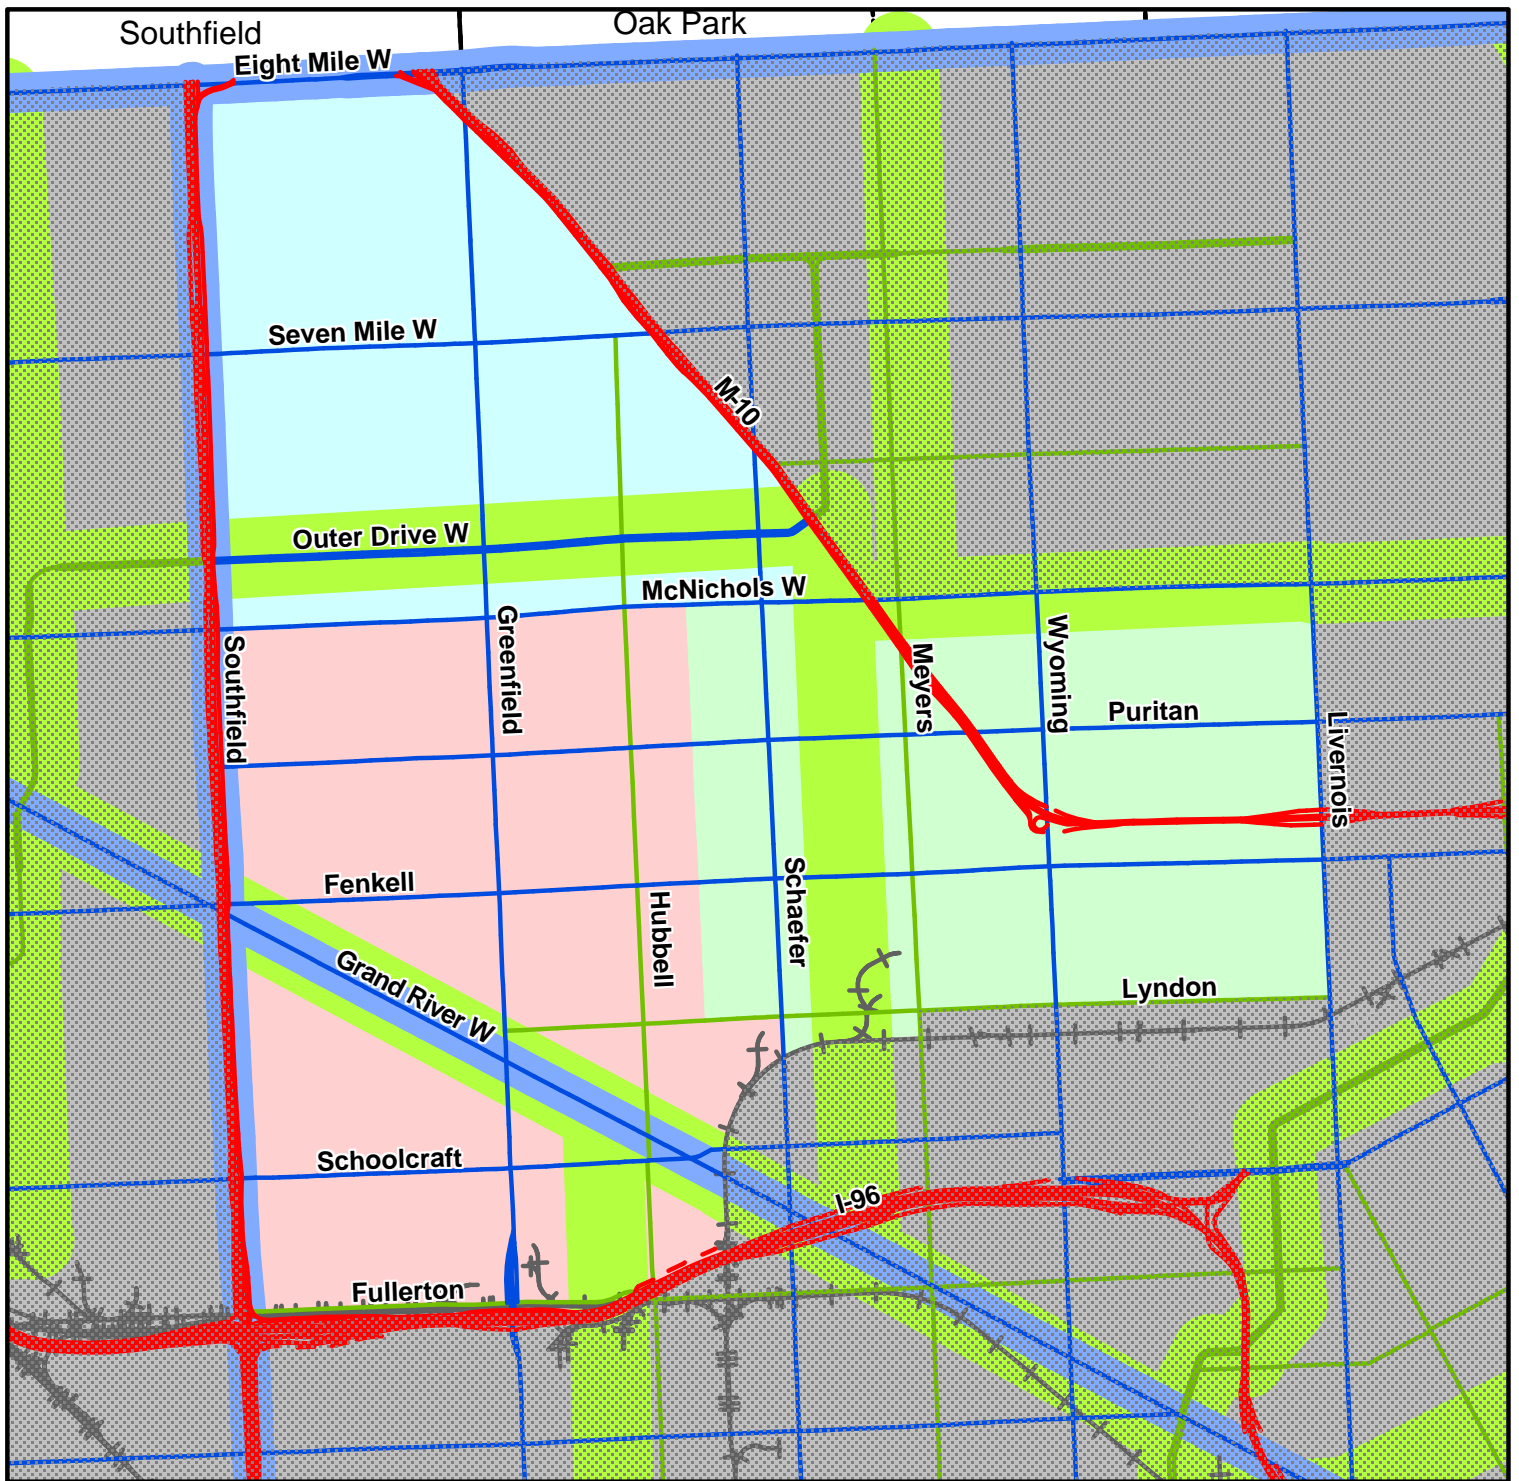 Southfield
Oak Park
Eight Mile W
Seven Mile W
M-10
Outer Drive W
McNichols W
Southfield
Greenfield
Meyers
Wyoming
Puritan
Livernois
Fenkell
Hubbell
Schaefer
Grand River W
Lyndon
Schoolcraft
I-96
Fullerton